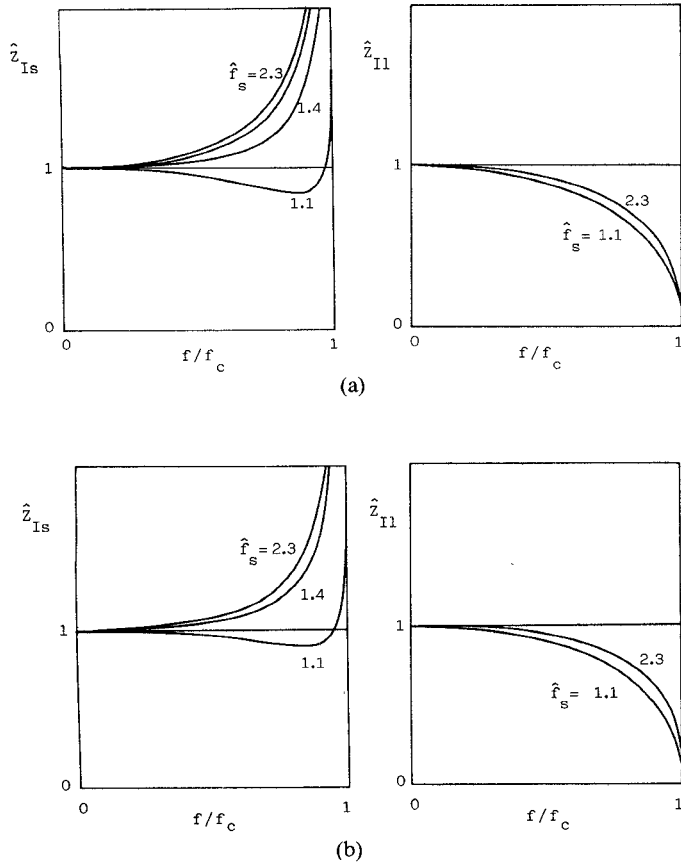 Ẑ_Is
f̂_s = 2.3
1.4
1.1
1
0
0
1
f/f_c
Ẑ_Il
2.3
f̂_s = 1.1
1
0
0
1
f/f_c
(a)
Ẑ_Is
f̂_s = 2.3
1.4
1.1
1
0
0
1
f/f_c
Ẑ_Il
2.3
f̂_s = 1.1
1
0
0
1
f/f_c
(b)